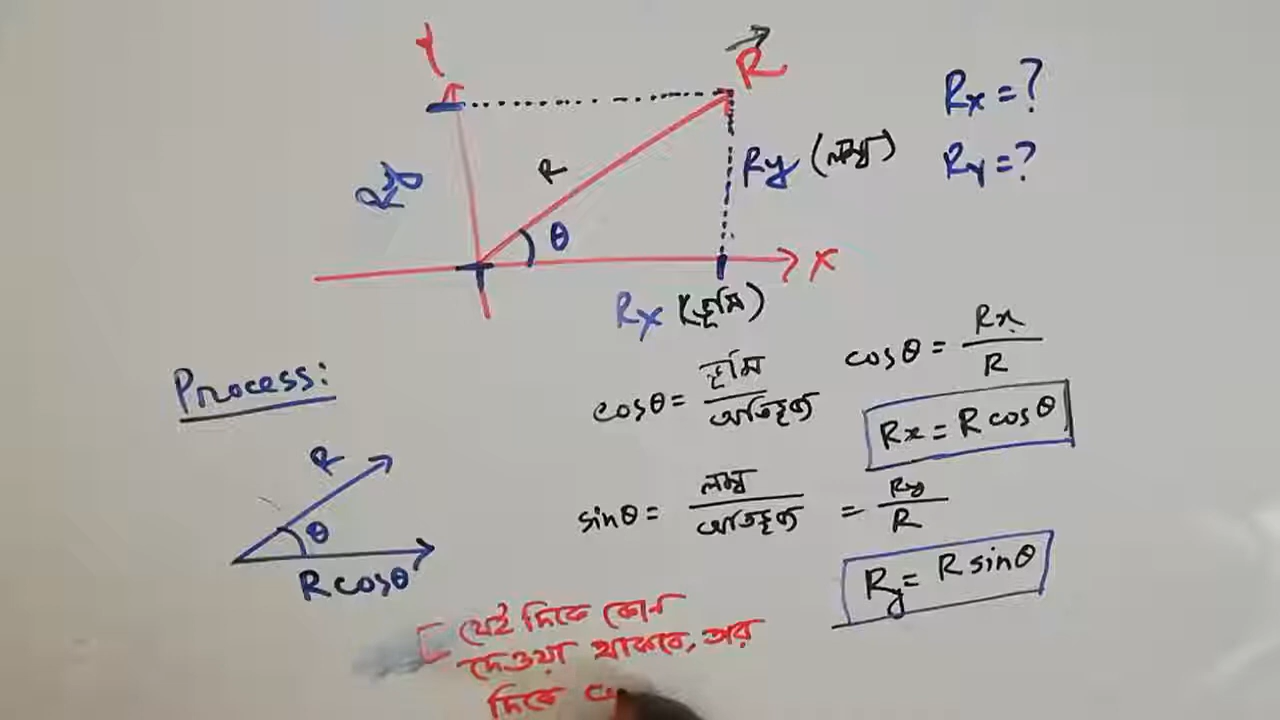 Y
R
Rx = ?
Ry = ?
R
Ry (লম্ব)
Ry
θ
x
Rx (ভূমি)
Process:
cosθ = ভূমি / অতিভূজ
cosθ = Rx / R
Rx = R cosθ
R
θ
R cosθ
sinθ = লম্ব / অতিভূজ = Ry / R
Ry = R sinθ
[যেই দিকে কোন
দেওয়া থাকবে, তার
দিকে